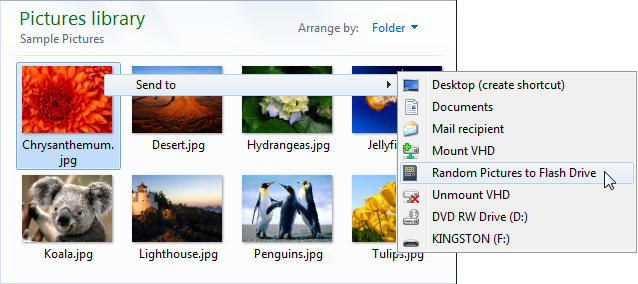 Pictures library
Sample Pictures
Arrange by: Folder
Send to
Desktop (create shortcut)
Documents
Mail recipient
Mount VHD
Random Pictures to Flash Drive
Unmount VHD
DVD RW Drive (D:)
KINGSTON (F:)
Chrysanthemum.
jpg
Desert.jpg
Hydrangeas.jpg
Jellyfi
Koala.jpg
Lighthouse.jpg
Penguins.jpg
Tulips.jpg